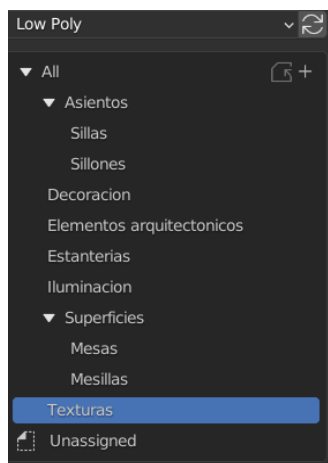 Low Poly
All
Asientos
Sillas
Sillones
Decoracion
Elementos arquitectonicos
Estanterias
Iluminacion
Superficies
Mesas
Mesillas
Texturas
Unassigned